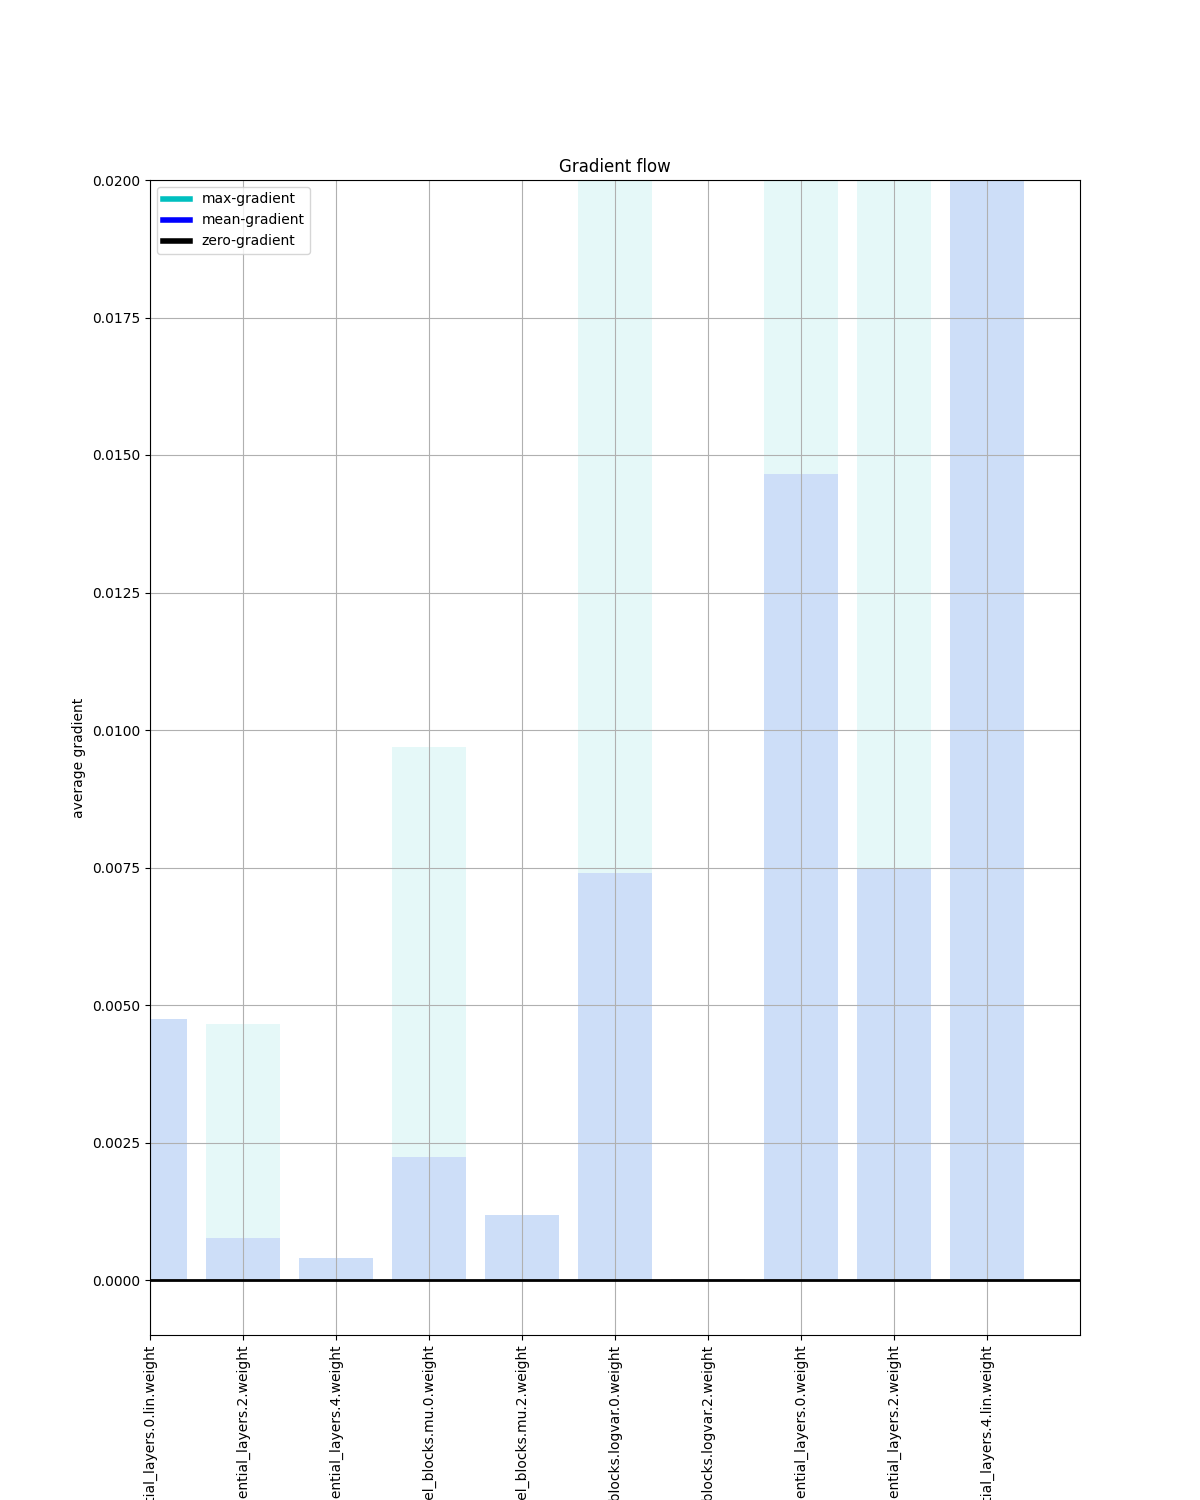 Gradient flow
max-gradient
mean-gradient
zero-gradient
0.0200
0.0175
0.0150
0.0125
0.0100
0.0075
0.0050
0.0025
0.0000
average gradient
tial_layers.0.lin.weight
ential_layers.2.weight
ential_layers.4.weight
el_blocks.mu.0.weight
el_blocks.mu.2.weight
blocks.logvar.0.weight
blocks.logvar.2.weight
ential_layers.0.weight
ential_layers.2.weight
tial_layers.4.lin.weight